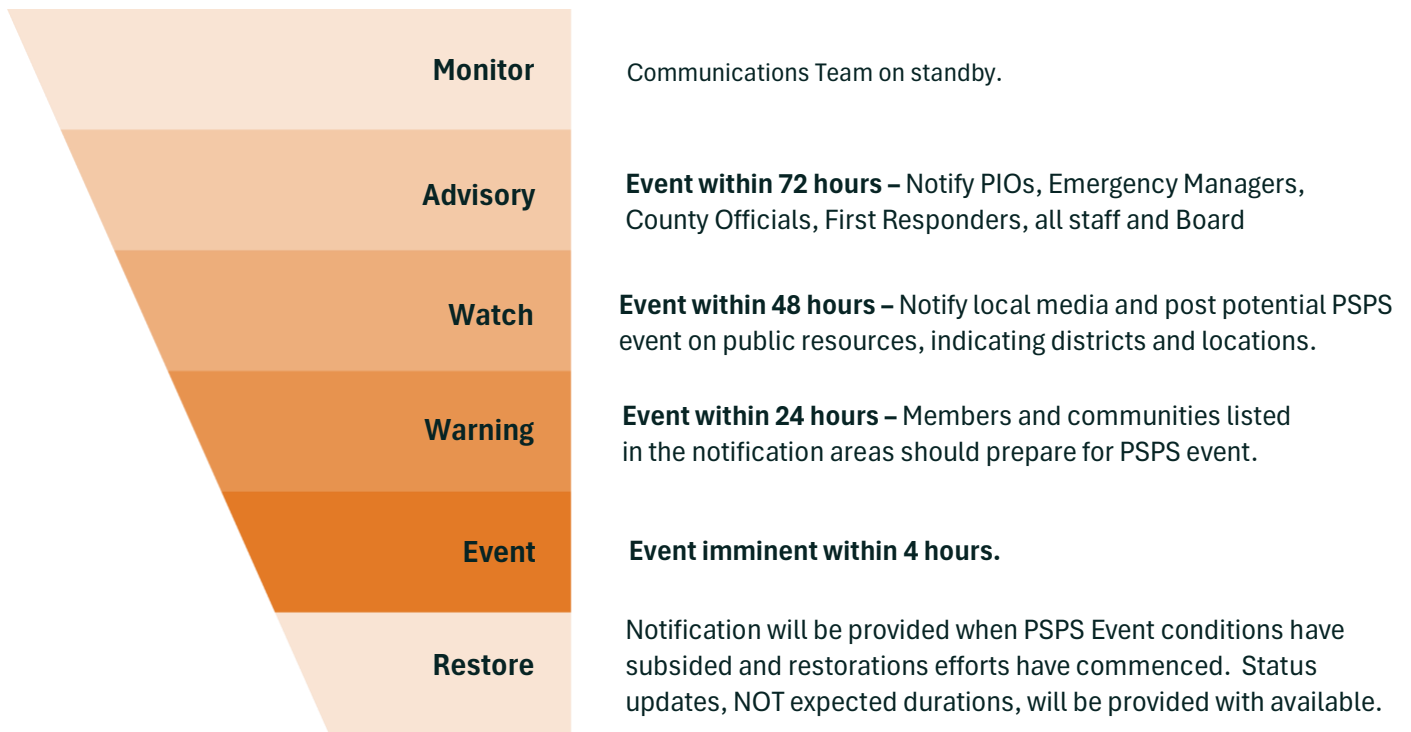 Monitor
Communications Team on standby.
Advisory
Event within 72 hours – Notify PIOs, Emergency Managers,
County Officials, First Responders, all staff and Board
Watch
Event within 48 hours – Notify local media and post potential PSPS
event on public resources, indicating districts and locations.
Warning
Event within 24 hours – Members and communities listed
in the notification areas should prepare for PSPS event.
Event
Event imminent within 4 hours.
Restore
Notification will be provided when PSPS Event conditions have
subsided and restorations efforts have commenced.  Status
updates, NOT expected durations, will be provided with available.